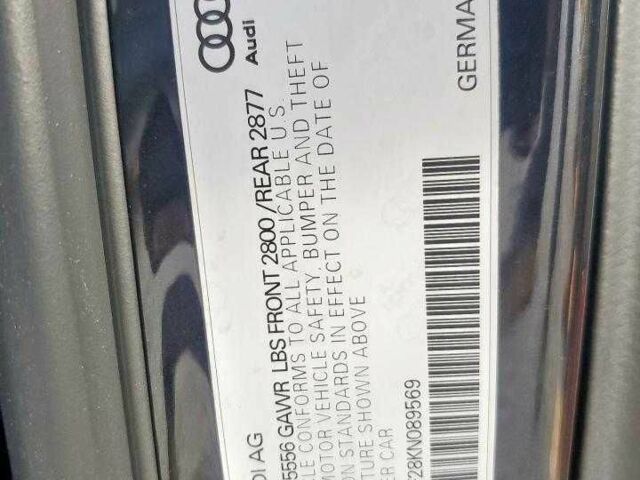 Audi
DI AG
5556 GAWR LBS FRONT 2800 /REAR 2877
LE CONFORMS TO ALL APPLICABLE U S
MOTOR VEHICLE SAFETY, BUMPER AND THEFT
ON STANDARDS IN EFFECT ON THE DATE OF
TURE SHOWN ABOVE
ER CAR
28KN089569
GERMA